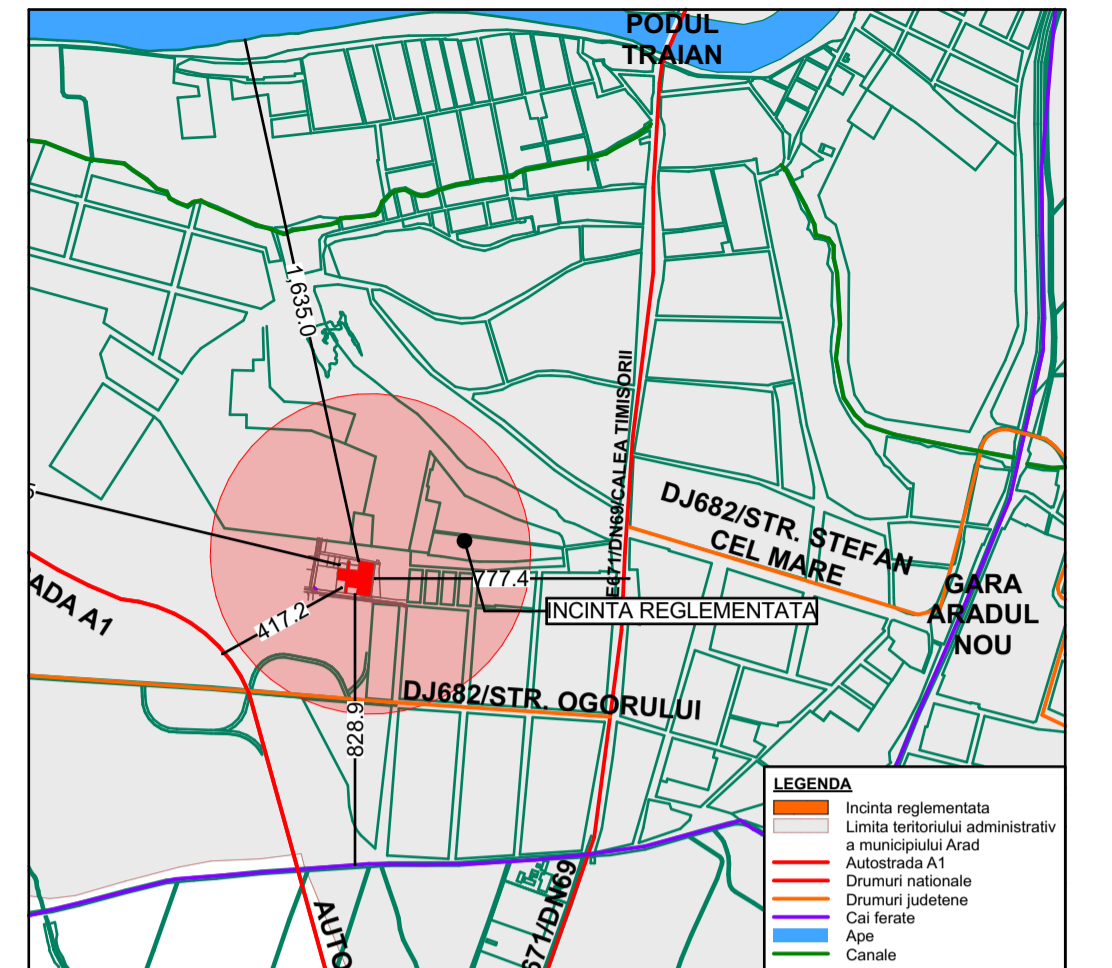 PODUL
TRAIAN
1,635.0
E671/DN69/CALEA TIMISORII
DJ682/STR. STEFAN
CEL MARE
GARA
ARADUL
NOU
5
ADA A1
417.2
777.4
INCINTA REGLEMENTATA
DJ682/STR. OGORULUI
828.9
AUTO
671/DN69
LEGENDA
Incinta reglementata
Limita teritoriului administrativ
a municipiului Arad
Autostrada A1
Drumuri nationale
Drumuri judetene
Cai ferate
Ape
Canale